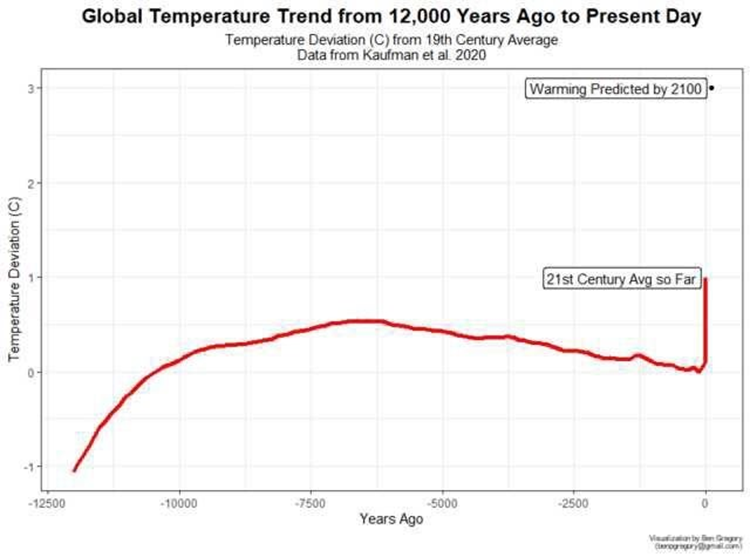 Global Temperature Trend from 12,000 Years Ago to Present Day
Temperature Deviation (C) from 19th Century Average
Data from Kaufman et al. 2020
Temperature Deviation (C)
3
2
1
0
-1
Warming Predicted by 2100
21st Century Avg so Far
-12500 -10000 -7500 -5000 -2500 0
Years Ago
Visualization by Ben Gregory